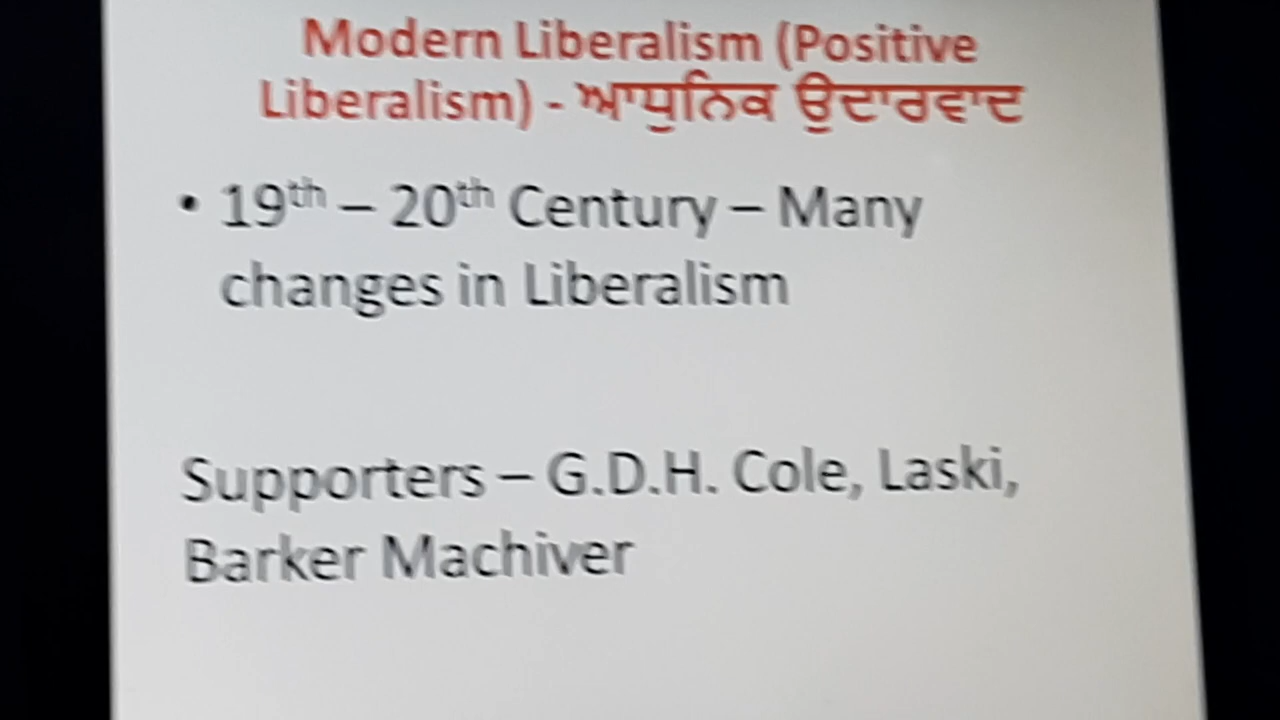 Modern Liberalism (Positive
Liberalism) - ਆਧੁਨਿਕ ਉਦਾਰਵਾਦ
• 19th – 20th Century – Many
changes in Liberalism
Supporters – G.D.H. Cole, Laski,
Barker Machiver